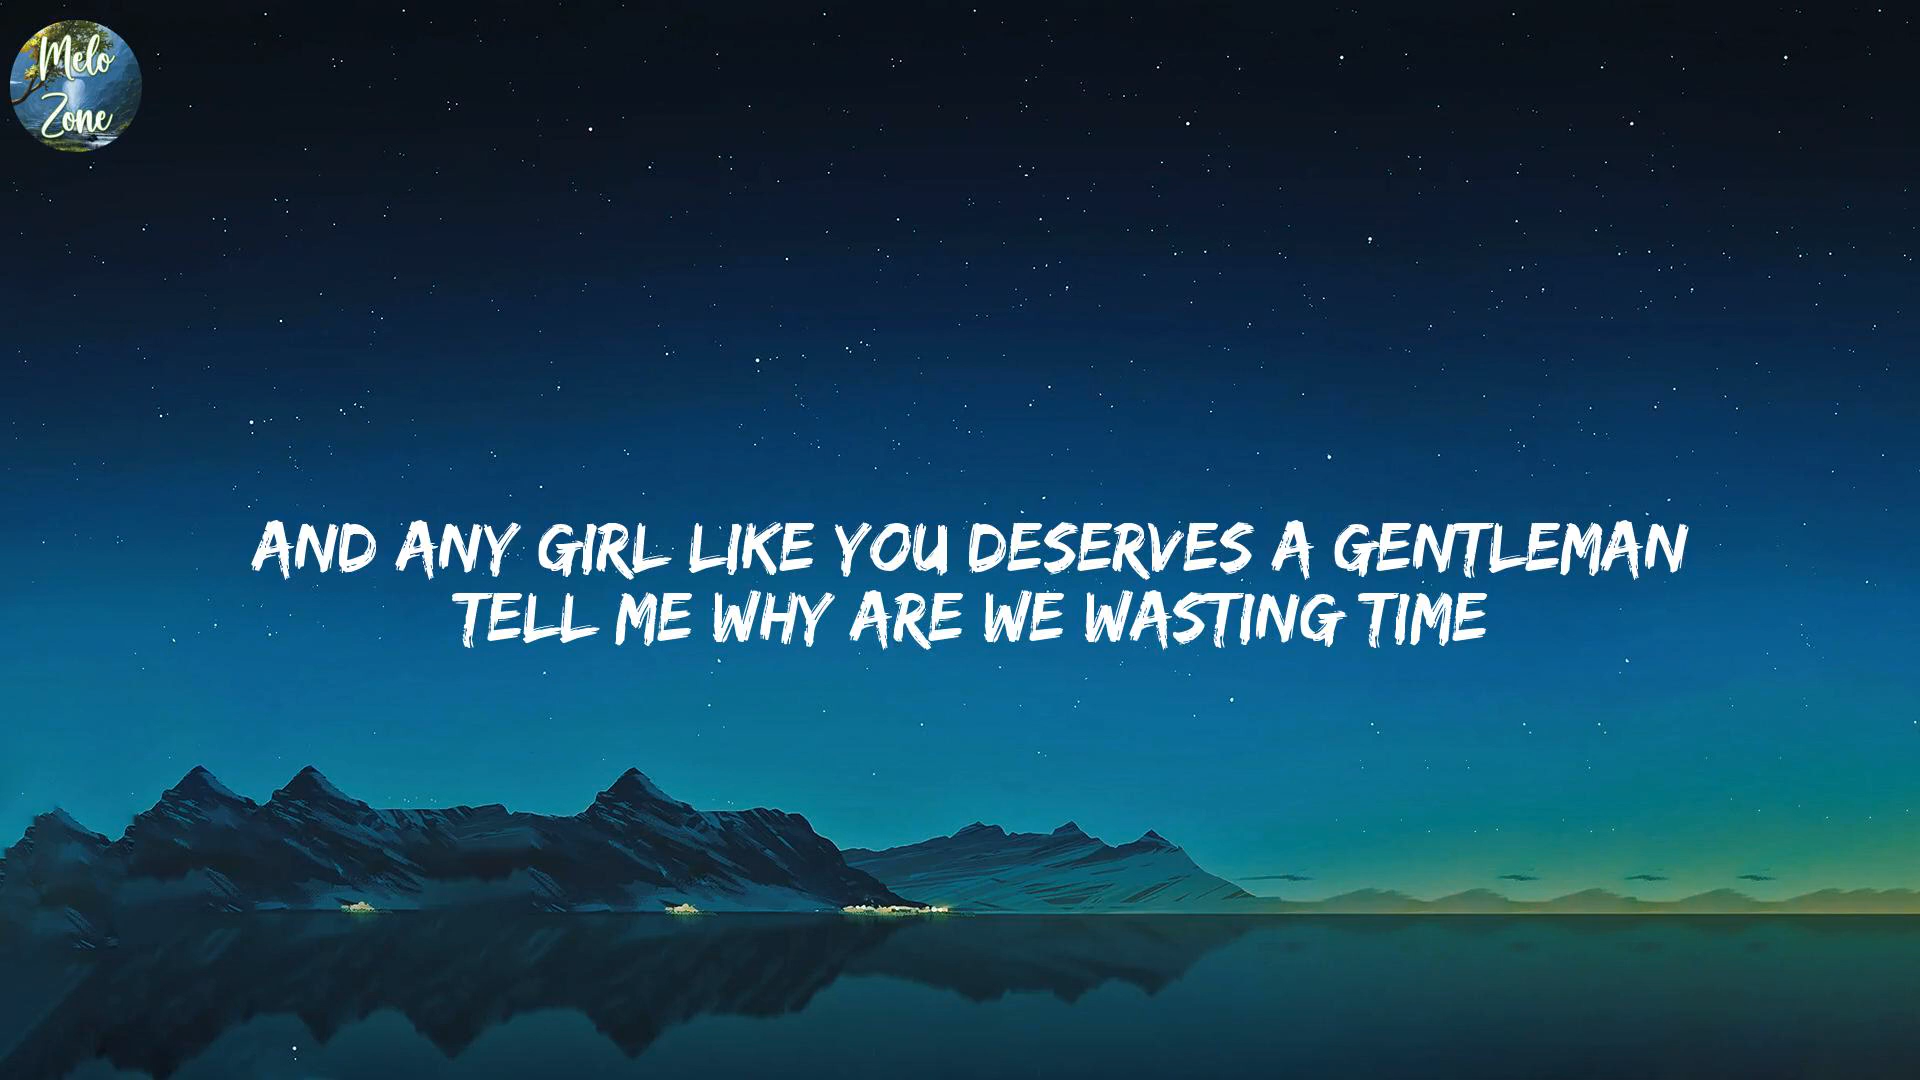 Melo
Zone
AND ANY GIRL LIKE YOU DESERVES A GENTLEMAN
TELL ME WHY ARE WE WASTING TIME